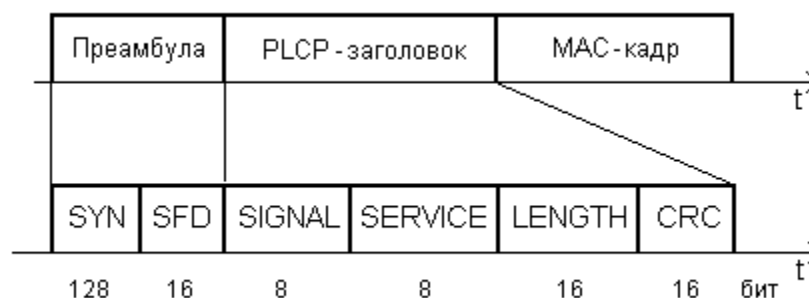 Преамбула PLCP - заголовок MAC - кадр
t
SYN SFD SIGNAL SERVICE LENGTH CRC
t
128 16 8 8 16 16 бит